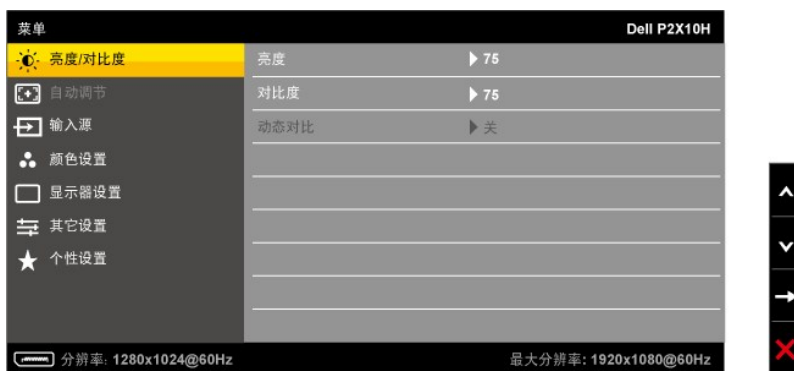 菜单 Dell P2X10H
亮度/对比度 亮度 75
自动调节 对比度 75
输入源 动态对比 关
颜色设置
显示器设置
其它设置
个性设置
分辨率: 1280x1024@60Hz 最大分辨率: 1920x1080@60Hz